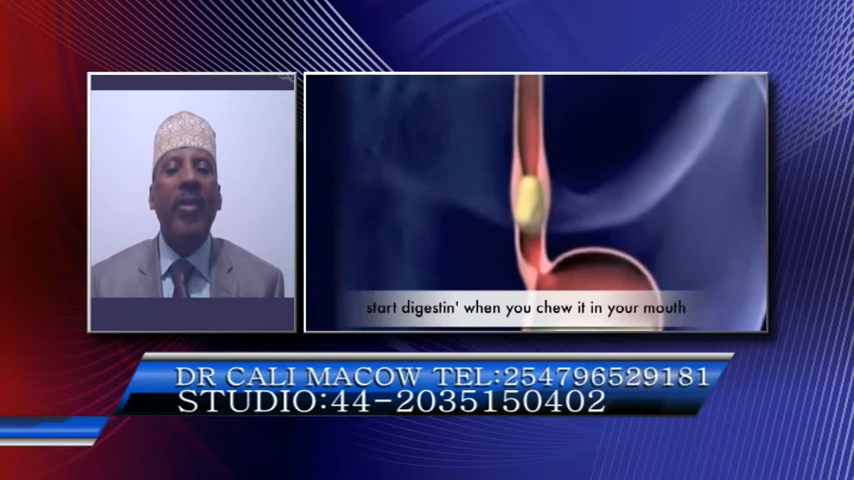 start digestin' when you chew it in your mouth
DR CALI MACOW TEL:254796529181
STUDIO:44-2035150402